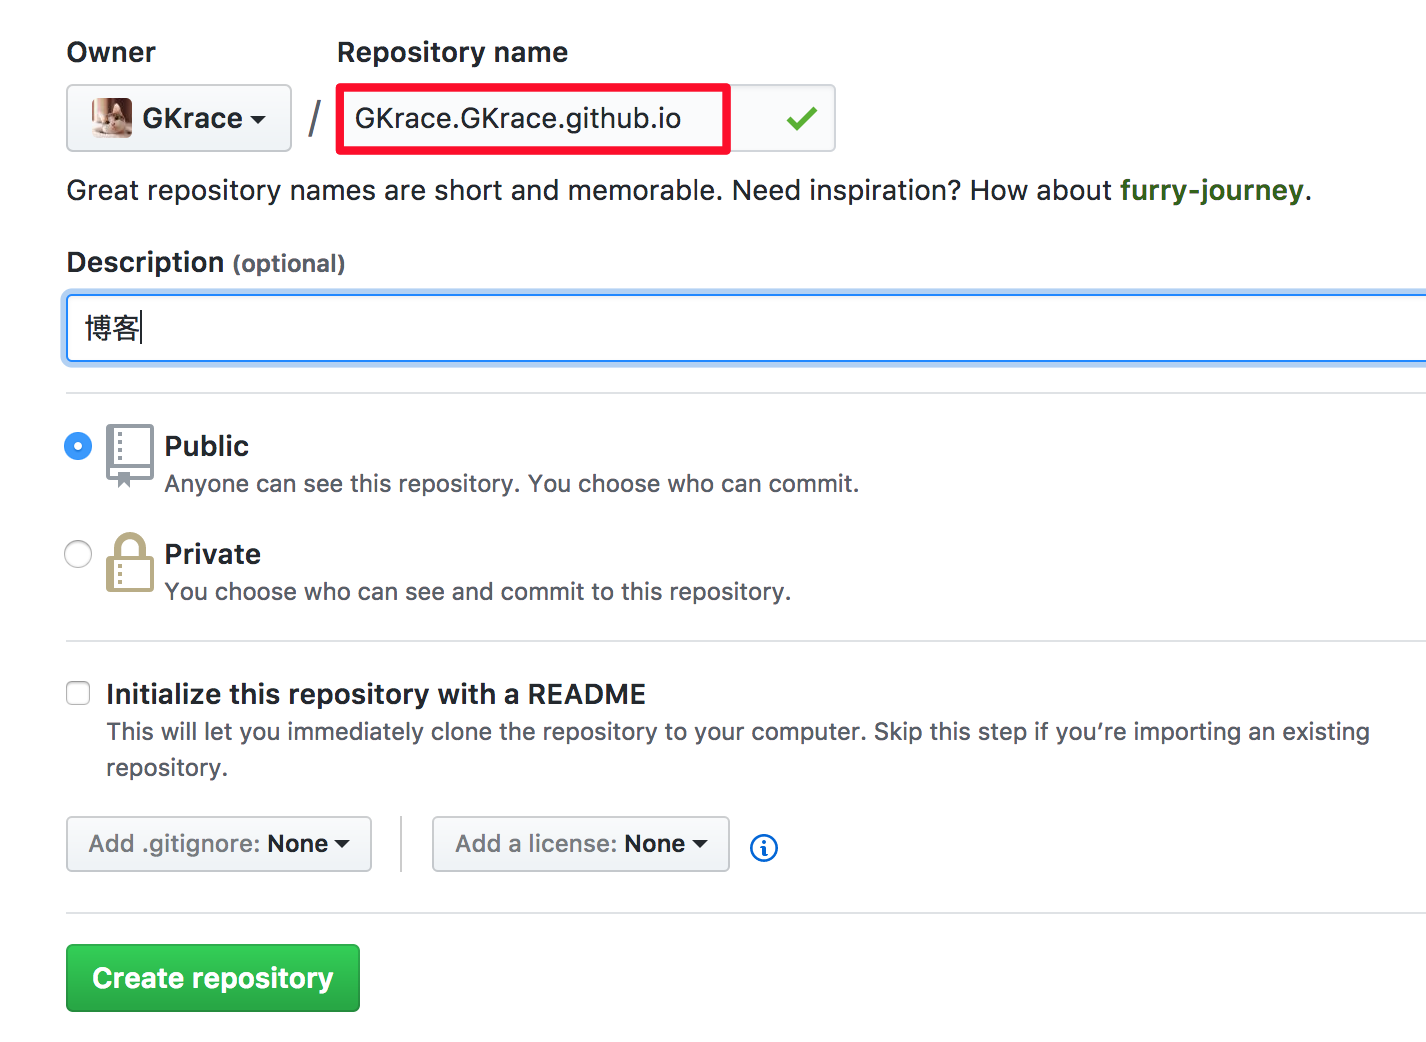 Owner Repository name
GKrace / GKrace.GKrace.github.io
Great repository names are short and memorable. Need inspiration? How about furry-journey.
Description (optional)
博客
Public
Anyone can see this repository. You choose who can commit.
Private
You choose who can see and commit to this repository.
Initialize this repository with a README
This will let you immediately clone the repository to your computer. Skip this step if you’re importing an existing
repository.
Add .gitignore: None Add a license: None
Create repository